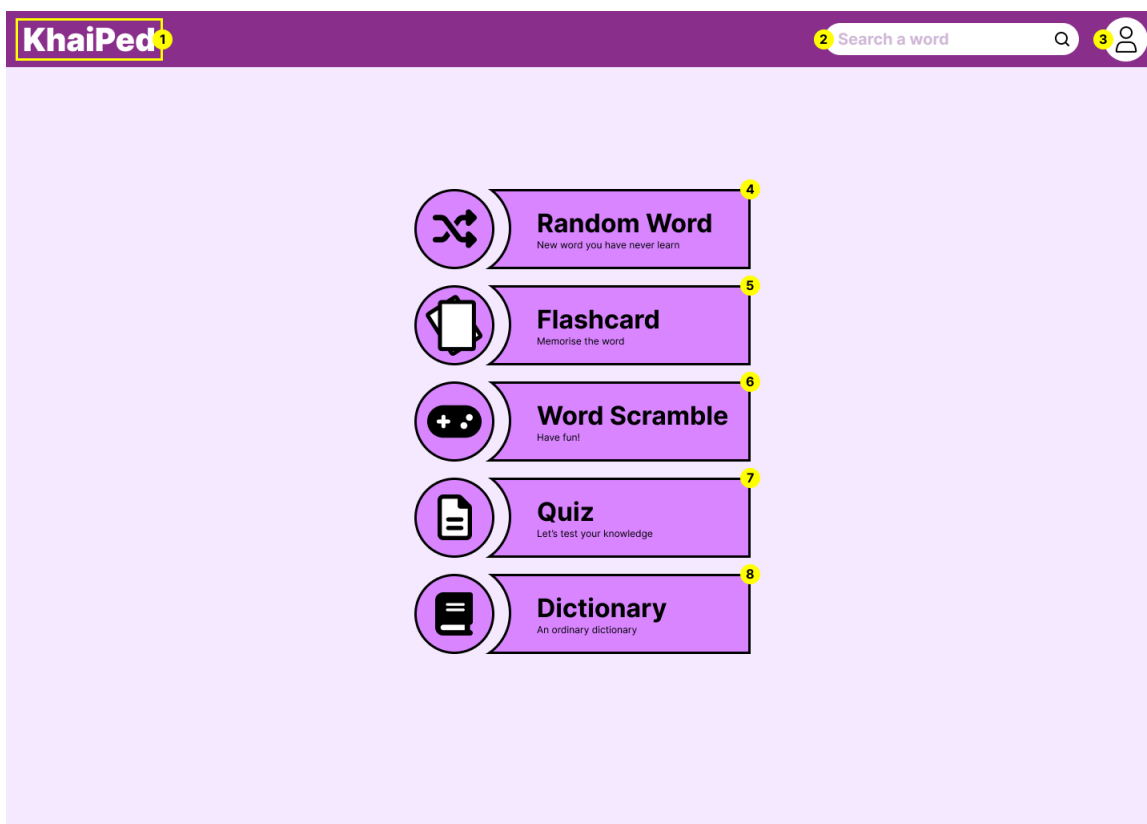 KhaiPed 1
2 Search a word
3
4
Random Word
New word you have never learn
5
Flashcard
Memorise the word
6
Word Scramble
Have fun!
7
Quiz
Let's test your knowledge
8
Dictionary
An ordinary dictionary